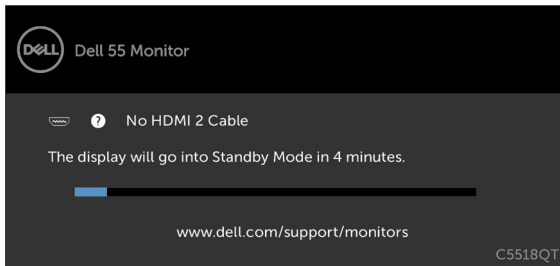 DELL Dell 55 Monitor
? No HDMI 2 Cable
The display will go into Standby Mode in 4 minutes.
www.dell.com/support/monitors
C5518QT